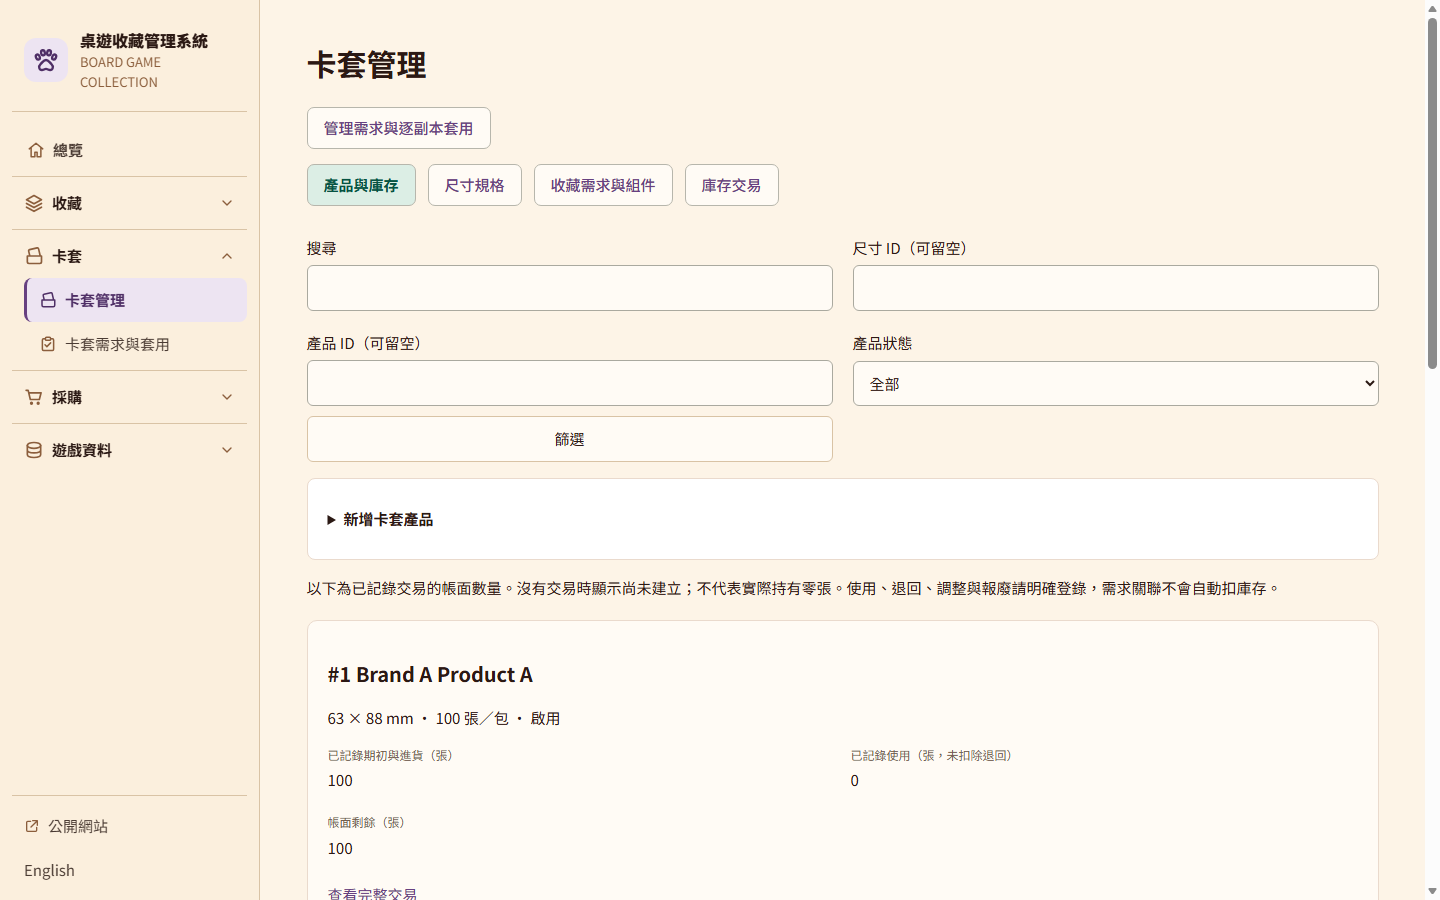 桌遊收藏管理系統
BOARD GAME
COLLECTION
總覽
收藏
卡套
卡套管理
卡套需求與套用
採購
遊戲資料
公開網站
English
卡套管理
管理需求與逐副本套用
產品與庫存
尺寸規格
收藏需求與組件
庫存交易
搜尋
尺寸 ID（可留空）
產品 ID（可留空）
產品狀態
全部
篩選
新增卡套產品
以下為已記錄交易的帳面數量。沒有交易時顯示尚未建立；不代表實際持有零張。使用、退回、調整與報廢請明確登錄，需求關聯不會自動扣庫存。
#1 Brand A Product A
63 × 88 mm · 100 張／包 · 啟用
已記錄期初與進貨（張）
100
已記錄使用（張，未扣除退回）
0
帳面剩餘（張）
100
查看完整交易